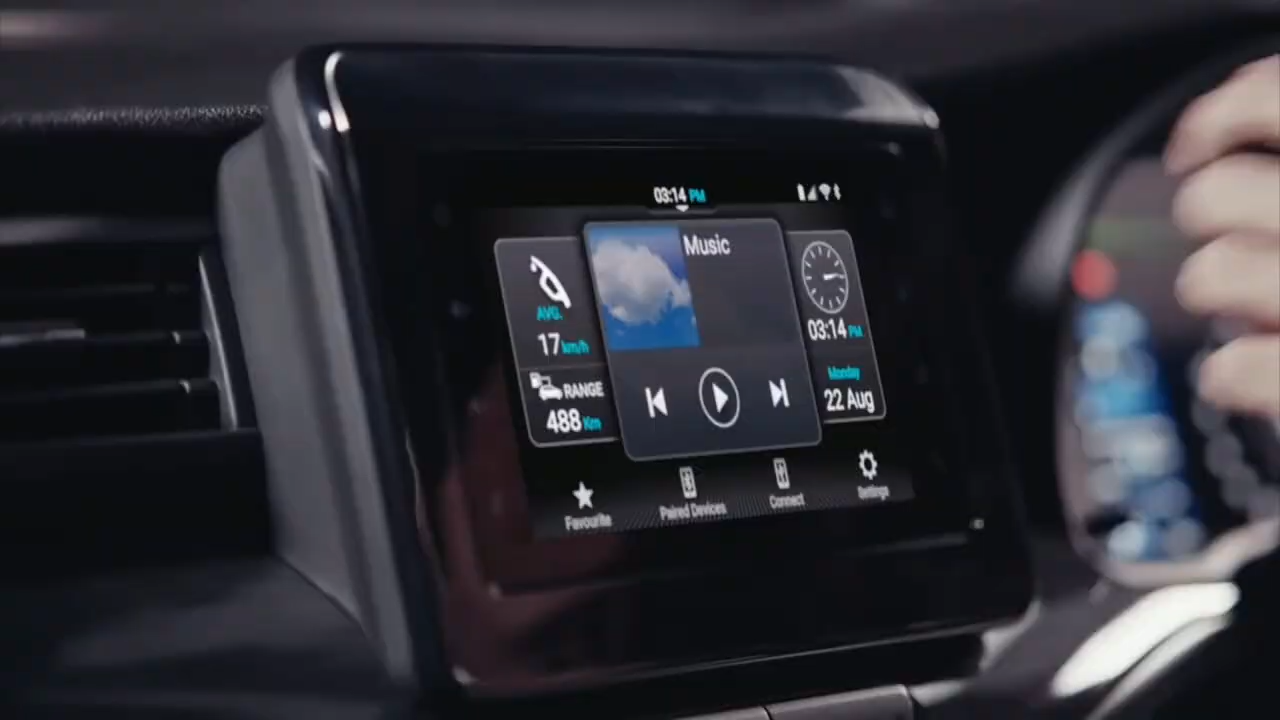 03:14 PM
AVG.
17 km/h
RANGE
488 Km
Music
03:14 PM
Monday
22 Aug
Favourite
Paired Devices
Connect
Settings